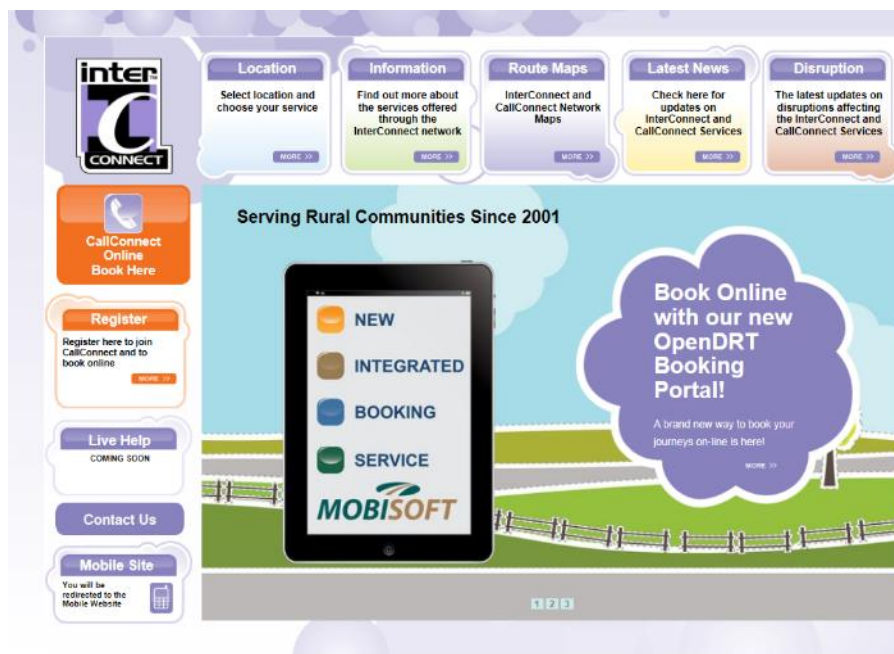 inter
CONNECT
Location
Select location and
choose your service
MORE >>
Information
Find out more about
the services offered
through the
InterConnect network
MORE >>
Route Maps
InterConnect and
CallConnect Network
Maps
MORE >>
Latest News
Check here for
updates on
InterConnect and
CallConnect Services
MORE >>
Disruption
The latest updates on
disruptions affecting
the InterConnect and
CallConnect Services
MORE >>
CallConnect
Online
Book Here
Register
Register here to join
CallConnect and to
book online
MORE >>
Live Help
COMING SOON
Contact Us
Mobile Site
You will be
redirected to the
Mobile Website
Serving Rural Communities Since 2001
NEW
INTEGRATED
BOOKING
SERVICE
MOBISOFT
Book Online
with our new
OpenDRT
Booking
Portal!
A brand new way to book your
journeys on-line is here!
MORE >>
1 2 3